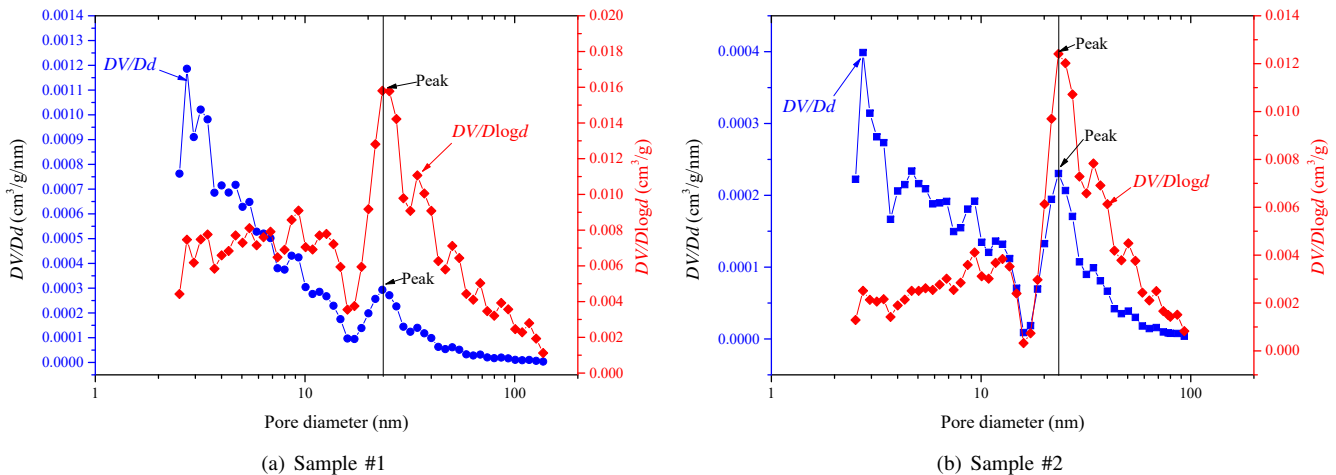 0.0014
0.0013
0.0012
0.0011
0.0010
0.0009
0.0008
0.0007
0.0006
0.0005
0.0004
0.0003
0.0002
0.0001
0.0000
DV/Dd (cm³/g/nm)
DV/Dd
Peak
DV/Dlogd
Peak
0.020
0.018
0.016
0.014
0.012
0.010
0.008
0.006
0.004
0.002
0.000
DV/Dlogd (cm³/g)
1 10 100
Pore diameter (nm)
(a) Sample #1
0.0004
0.0003
0.0002
0.0001
0.0000
DV/Dd (cm³/g/nm)
DV/Dd
Peak
Peak
DV/Dlogd
0.014
0.012
0.010
0.008
0.006
0.004
0.002
0.000
DV/Dlogd (cm³/g)
1 10 100
Pore diameter (nm)
(b) Sample #2